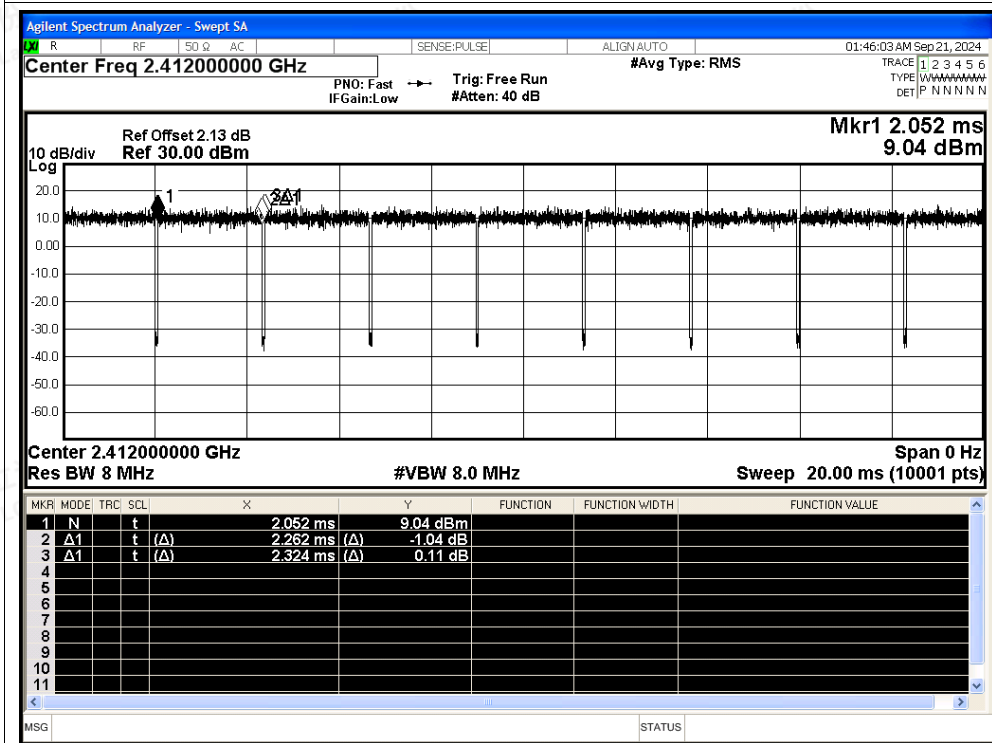 Agilent Spectrum Analyzer - Swept SA
LXI R RF 50 Ω AC SENSE:PULSE ALIGN AUTO 01:46:03 AM Sep 21, 2024
Center Freq 2.412000000 GHz #Avg Type: RMS TRACE 1 2 3 4 5 6
PNO: Fast Trig: Free Run TYPE
IFGain:Low #Atten: 40 dB DET P N N N N N
Mkr1 2.052 ms
Ref Offset 2.13 dB
10 dB/div Ref 30.00 dBm 9.04 dBm
Log
20.0
10.0
0.00
-10.0
-20.0
-30.0
-40.0
-50.0
-60.0
1
Center 2.412000000 GHz Span 0 Hz
Res BW 8 MHz #VBW 8.0 MHz Sweep 20.00 ms (10001 pts)
MKR MODE TRC SCL X Y FUNCTION FUNCTION WIDTH FUNCTION VALUE
1 N t 2.052 ms 9.04 dBm
2 Δ1 t (Δ) 2.262 ms (Δ) -1.04 dB
3 Δ1 t (Δ) 2.324 ms (Δ) 0.11 dB
4
5
6
7
8
9
10
11
MSG STATUS